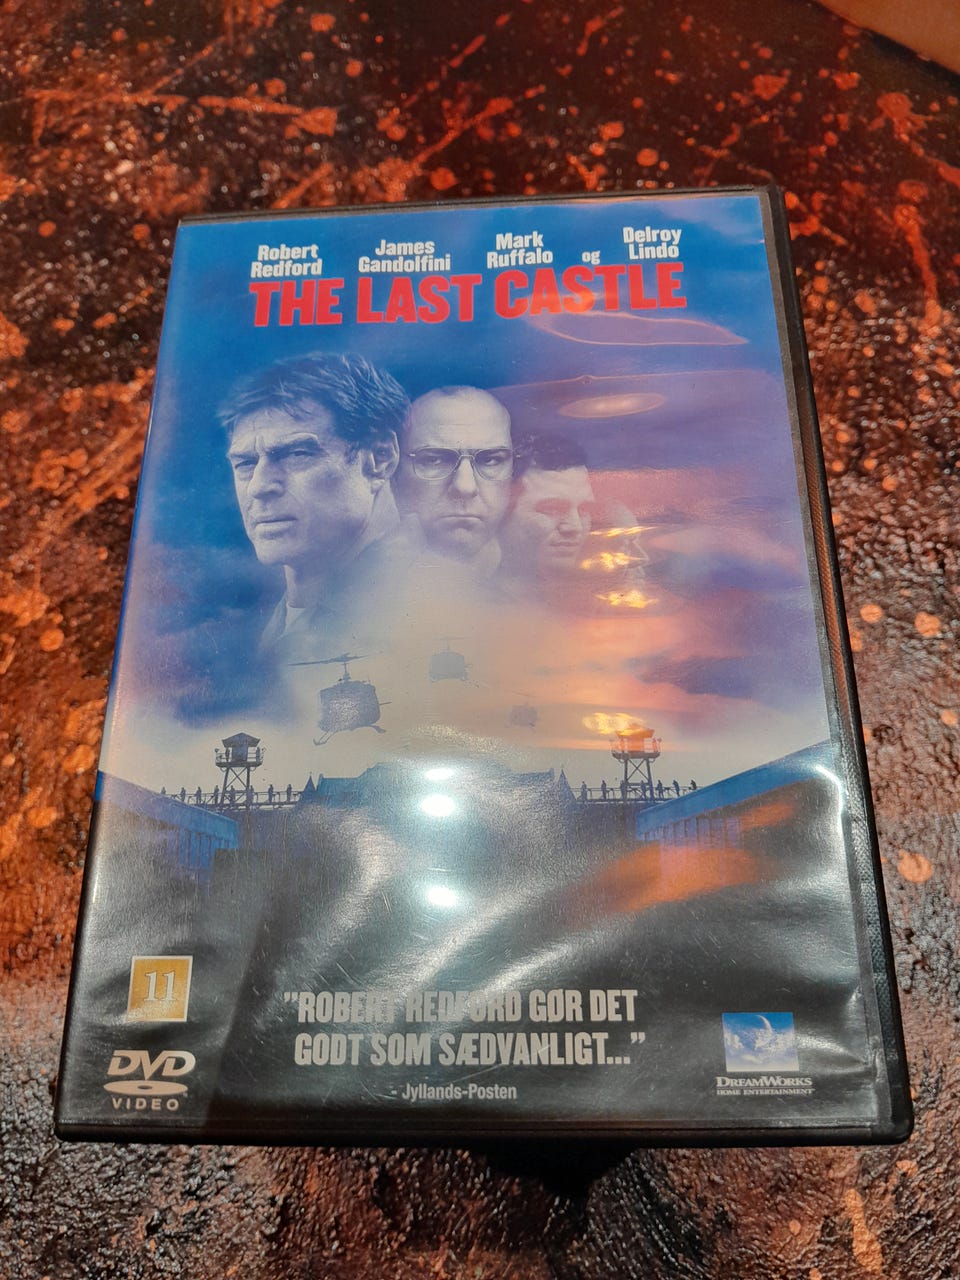 Robert Redford
James Gandolfini
Mark Ruffalo
og
Delroy Lindo
THE LAST CASTLE
11
"ROBERT REDFORD GØR DET
GODT SOM SÆDVANLIGT..."
- Jyllands-Posten
DVD
VIDEO
DREAMWORKS
HOME ENTERTAINMENT